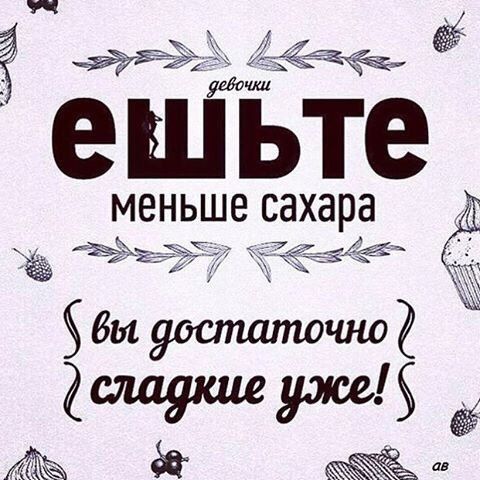 девочки
ешьте
меньше сахара
вы достаточно
сладкие уже!
ав